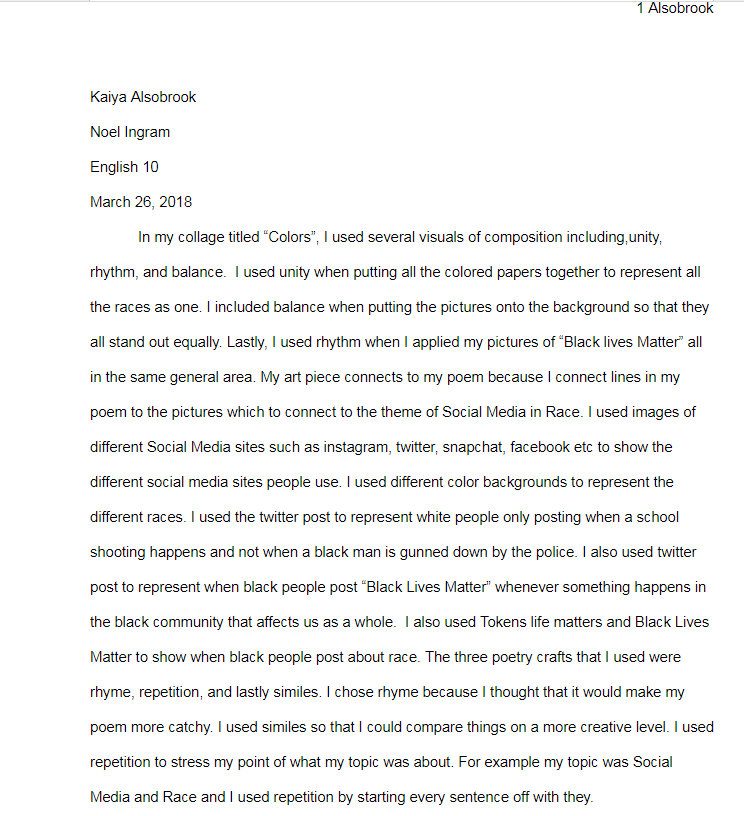 1 Alsobrook
Kaiya Alsobrook
Noel Ingram
English 10
March 26, 2018
In my collage titled “Colors”, I used several visuals of composition including,unity,
rhythm, and balance.  I used unity when putting all the colored papers together to represent all
the races as one. I included balance when putting the pictures onto the background so that they
all stand out equally. Lastly, I used rhythm when I applied my pictures of “Black lives Matter” all
in the same general area. My art piece connects to my poem because I connect lines in my
poem to the pictures which to connect to the theme of Social Media in Race. I used images of
different Social Media sites such as instagram, twitter, snapchat, facebook etc to show the
different social media sites people use. I used different color backgrounds to represent the
different races. I used the twitter post to represent white people only posting when a school
shooting happens and not when a black man is gunned down by the police. I also used twitter
post to represent when black people post “Black Lives Matter” whenever something happens in
the black community that affects us as a whole.  I also used Tokens life matters and Black Lives
Matter to show when black people post about race. The three poetry crafts that I used were
rhyme, repetition, and lastly similes. I chose rhyme because I thought that it would make my
poem more catchy. I used similes so that I could compare things on a more creative level. I used
repetition to stress my point of what my topic was about. For example my topic was Social
Media and Race and I used repetition by starting every sentence off with they.